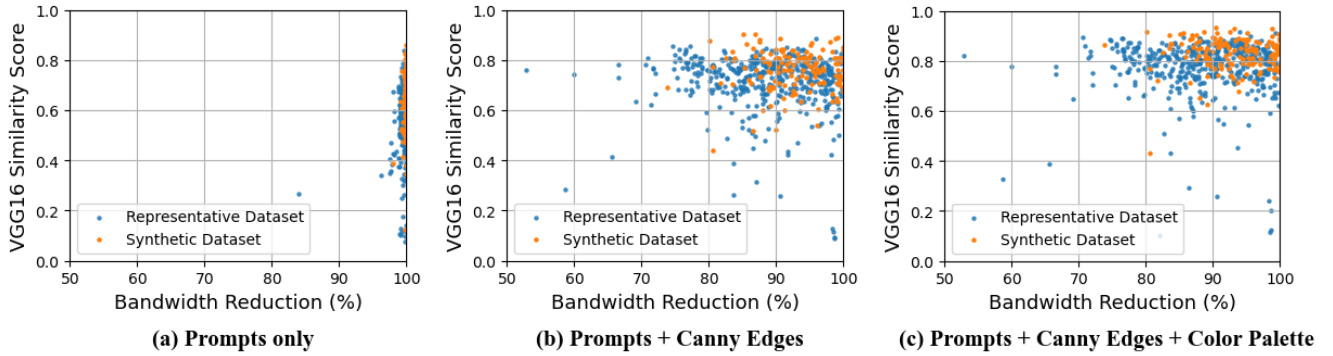 VGG16 Similarity Score
1.0
0.8
0.6
0.4
0.2
0.0
Representative Dataset
Synthetic Dataset
50 60 70 80 90 100
Bandwidth Reduction (%)
(a) Prompts only
VGG16 Similarity Score
1.0
0.8
0.6
0.4
0.2
0.0
Representative Dataset
Synthetic Dataset
50 60 70 80 90 100
Bandwidth Reduction (%)
(b) Prompts + Canny Edges
VGG16 Similarity Score
1.0
0.8
0.6
0.4
0.2
0.0
Representative Dataset
Synthetic Dataset
50 60 70 80 90 100
Bandwidth Reduction (%)
(c) Prompts + Canny Edges + Color Palette